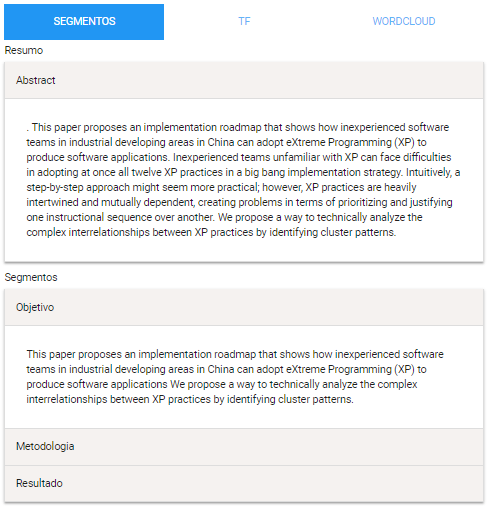 SEGMENTOS TF WORDCLOUD
Resumo
Abstract
. This paper proposes an implementation roadmap that shows how inexperienced software
teams in industrial developing areas in China can adopt eXtreme Programming (XP) to
produce software applications. Inexperienced teams unfamiliar with XP can face difficulties
in adopting at once all twelve XP practices in a big bang implementation strategy. Intuitively, a
step-by-step approach might seem more practical; however, XP practices are heavily
intertwined and mutually dependent, creating problems in terms of prioritizing and justifying
one instructional sequence over another. We propose a way to technically analyze the
complex interrelationships between XP practices by identifying cluster patterns.
Segmentos
Objetivo
This paper proposes an implementation roadmap that shows how inexperienced software
teams in industrial developing areas in China can adopt eXtreme Programming (XP) to
produce software applications We propose a way to technically analyze the complex
interrelationships between XP practices by identifying cluster patterns.
Metodologia
Resultado